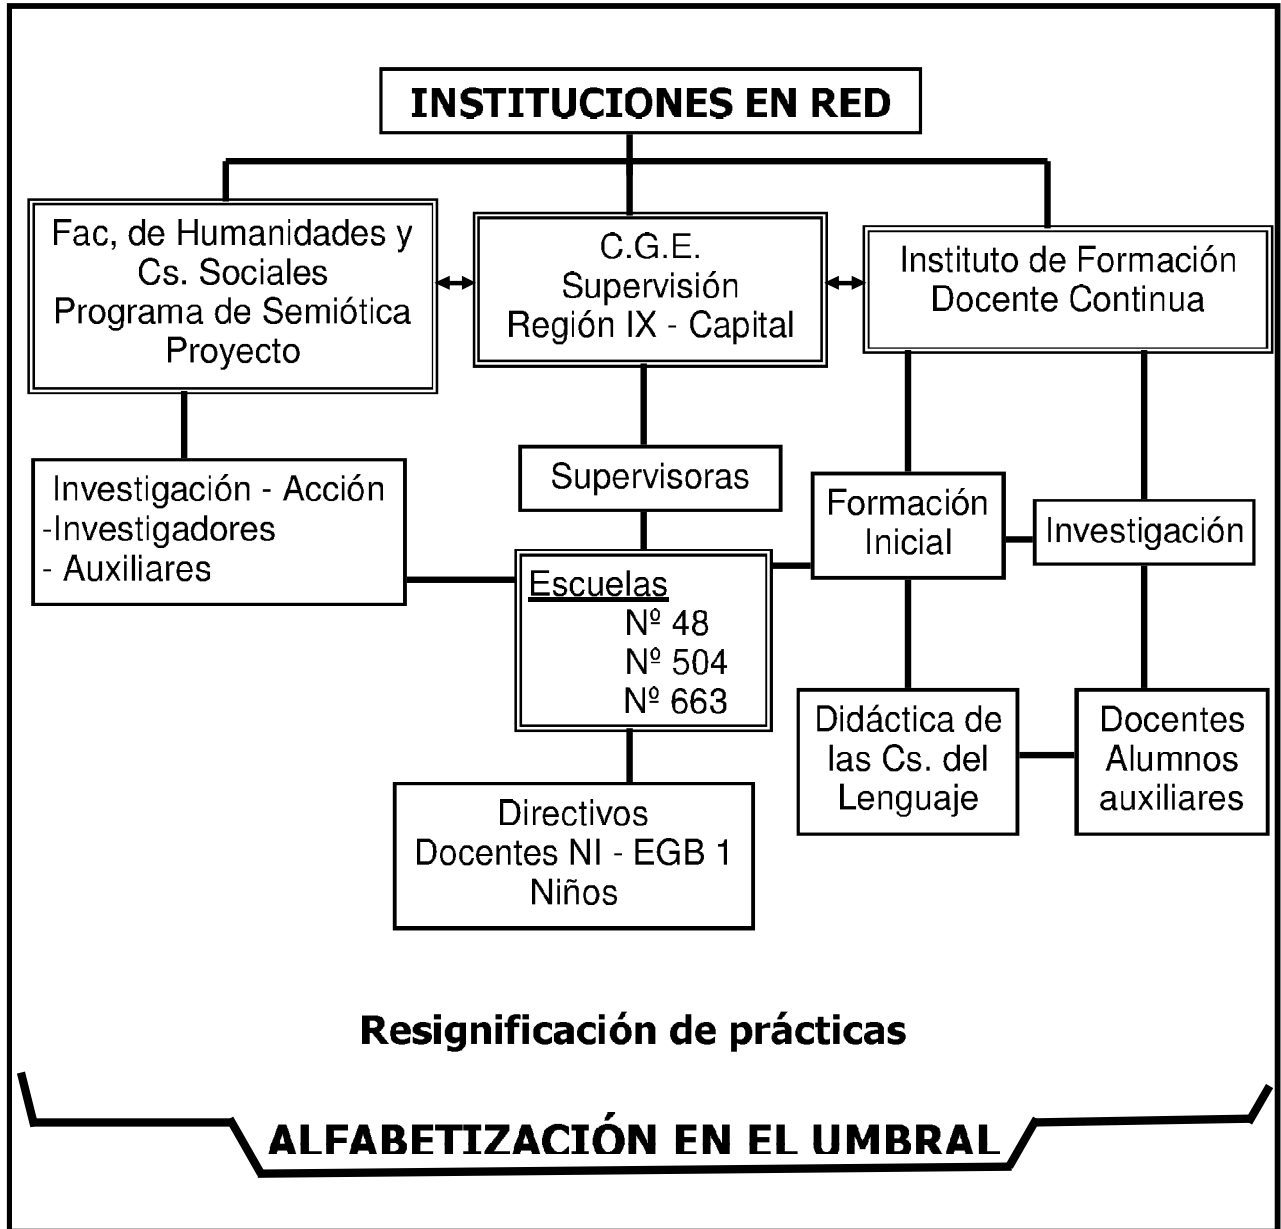 INSTITUCIONES EN RED
Fac, de Humanidades y
Cs. Sociales
Programa de Semiótica
Proyecto
C.G.E.
Supervisión
Región IX - Capital
Instituto de Formación
Docente Continua
Investigación - Acción
-Investigadores
- Auxiliares
Supervisoras
Formación
Inicial
Investigación
Escuelas
Nº 48
Nº 504
Nº 663
Didáctica de
las Cs. del
Lenguaje
Docentes
Alumnos
auxiliares
Directivos
Docentes NI - EGB 1
Niños
Resignificación de prácticas
ALFABETIZACIÓN EN EL UMBRAL